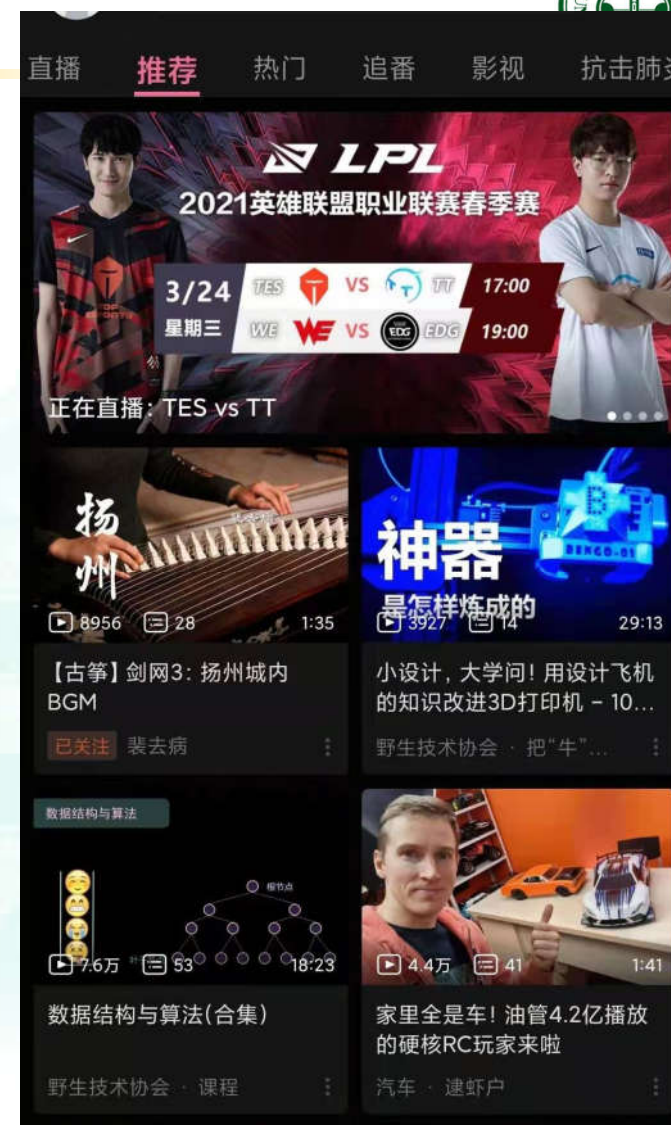 直播 推荐 热门 追番 影视 抗击肺
LPL
2021英雄联盟职业联赛春季赛
3/24
星期三
TES VS TT 17:00
WE WE VS EDG EDG 19:00
正在直播: TES vs TT
扬州
8956 28 1:35
【古筝】剑网3: 扬州城内
BGM
已关注 裴去病
神器
是怎样炼成的
3927 14 29:13
小设计, 大学问! 用设计飞机
的知识改进3D打印机 – 10...
野生技术协会 · 把“牛”...
数据结构与算法
根节点
7.6万 53 18:23
数据结构与算法(合集)
野生技术协会 · 课程
4.4万 41 1:41
家里全是车! 油管4.2亿播放
的硬核RC玩家来啦
汽车 · 逮虾户